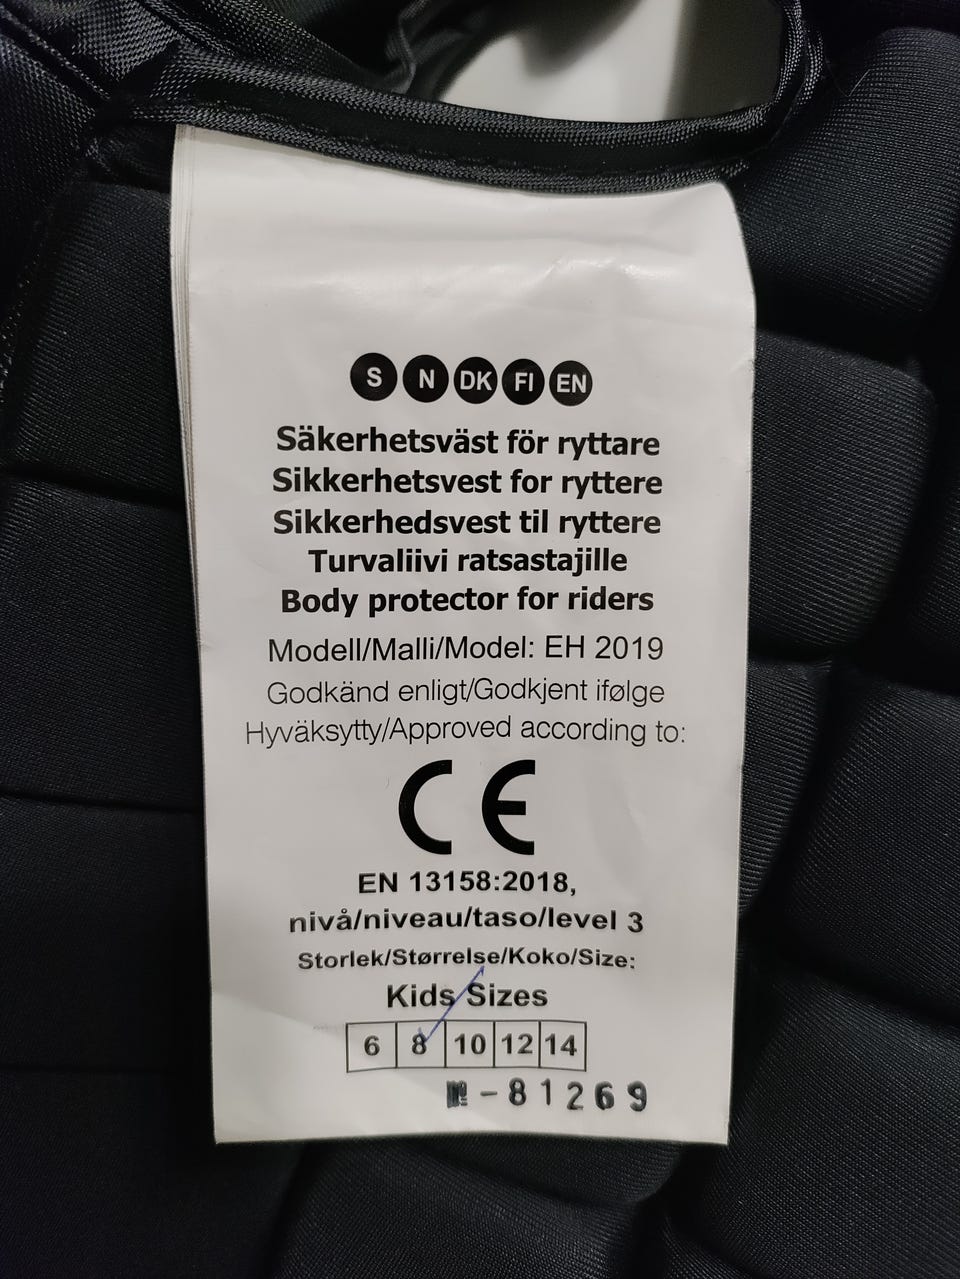 S N DK FI EN
Säkerhetsväst för ryttare
Sikkerhetsvest for ryttere
Sikkerhedsvest til ryttere
Turvaliivi ratsastajille
Body protector for riders
Modell/Malli/Model: EH 2019
Godkänd enligt/Godkjent ifølge
Hyväksytty/Approved according to:
CE
EN 13158:2018,
nivå/niveau/taso/level 3
Storlek/Størrelse/Koko/Size:
Kids Sizes
6 8 10 12 14
№-81269